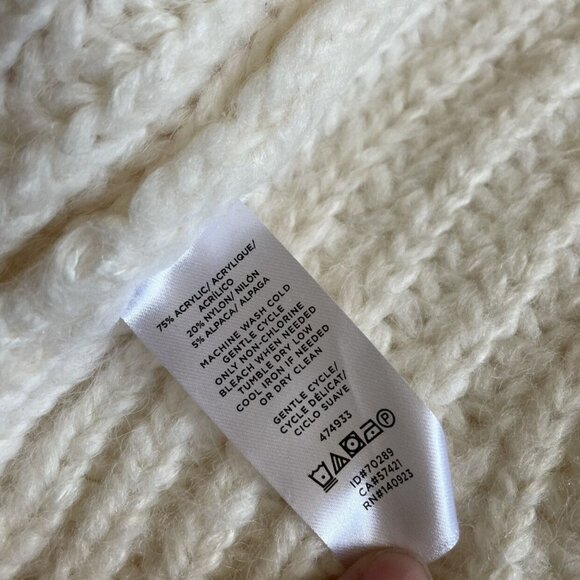 75% ACRYLIC/ ACRYLIQUE/
ACRÍLICO
20% NYLON/ NILÓN
5% ALPACA/ ALPAGA
MACHINE WASH COLD
GENTLE CYCLE
ONLY NON-CHLORINE
BLEACH WHEN NEEDED
TUMBLE DRY LOW
COOL IRON IF NEEDED
OR DRY CLEAN
GENTLE CYCLE/
CYCLE DÉLICAT/
CICLO SUAVE
474933
ID#70289
CA#57421
RN#140923